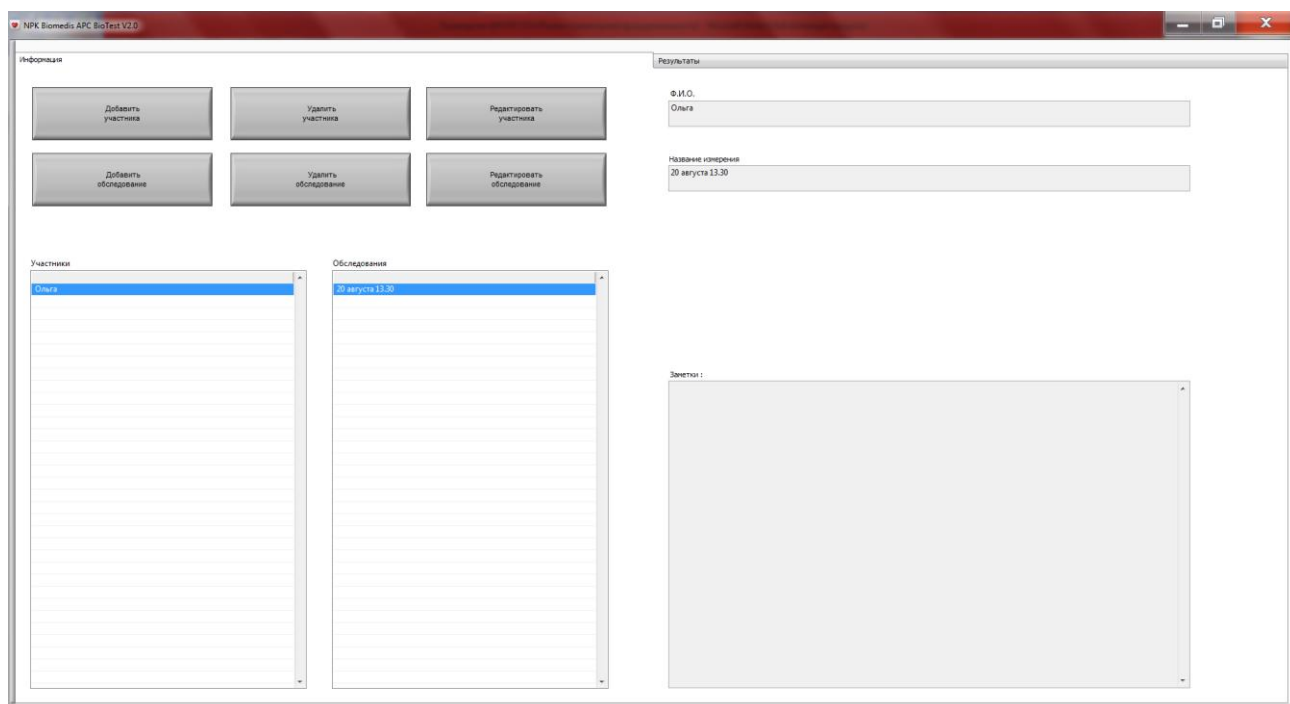 NPK Biomedis APC BioTest V2.0
Информация
Результаты
Добавить
участника
Удалить
участника
Редактировать
участника
Добавить
обследование
Удалить
обследование
Редактировать
обследование
Ф.И.О.
Ольга
Название измерения
20 августа 13.30
Участники
Обследования
Ольга
20 августа 13.30
Заметки :